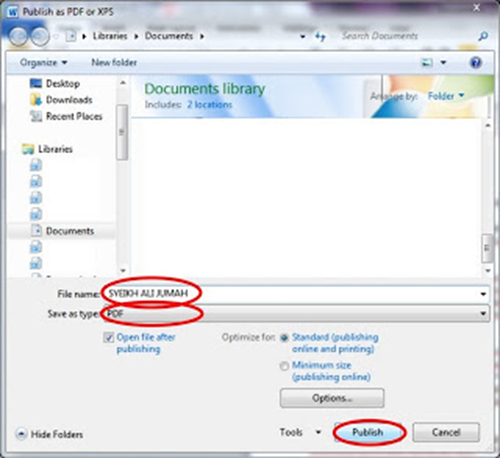 Publish as PDF or XPS
Libraries ▸ Documents ▸
Search Documents
Organize
New folder
Desktop
Downloads
Recent Places
Libraries
Documents
Documents library
Includes: 2 locations
Arrange by: Folder
File name: SYEIKH ALI JUMAH
Save as type: PDF
Open file after publishing
Optimize for:
Standard (publishing online and printing)
Minimum size (publishing online)
Options...
Hide Folders
Tools
Publish
Cancel